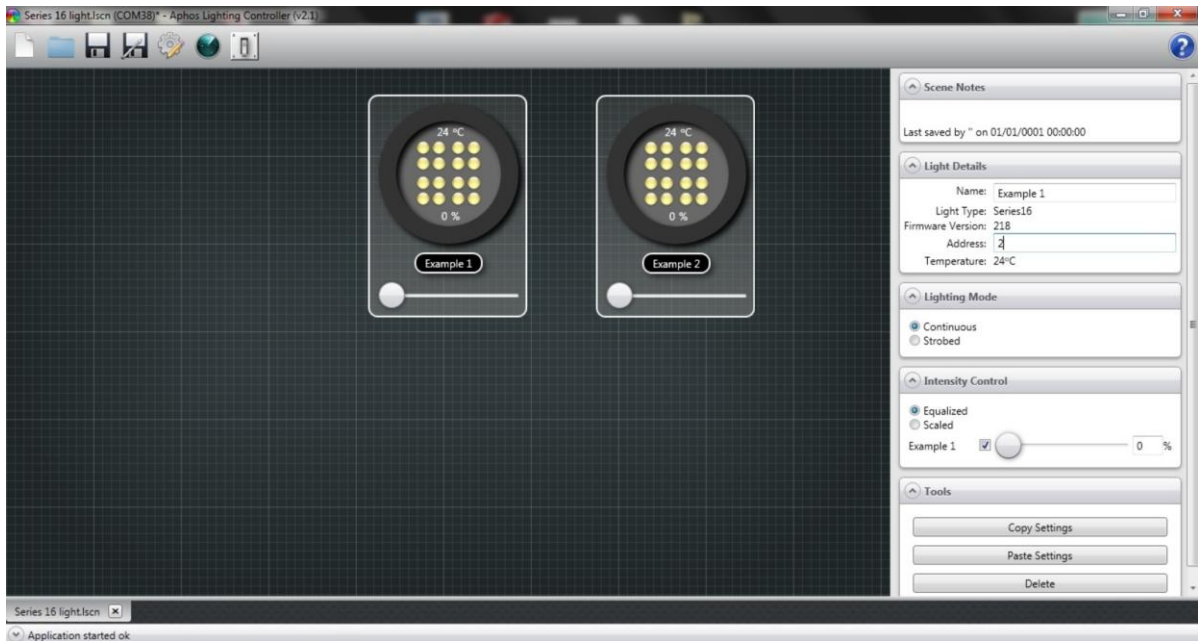 Series 16 light.lscn (COM38)* - Aphos Lighting Controller (v2.1)
?
24 ºC
0 %
Example 1
24 ºC
0 %
Example 2
Scene Notes
Last saved by '' on 01/01/0001 00:00:00
Light Details
Name: Example 1
Light Type: Series16
Firmware Version: 218
Address: 2
Temperature: 24ºC
Lighting Mode
Continuous
Strobed
Intensity Control
Equalized
Scaled
Example 1 0 %
Tools
Copy Settings
Paste Settings
Delete
Series 16 light.lscn
Application started ok